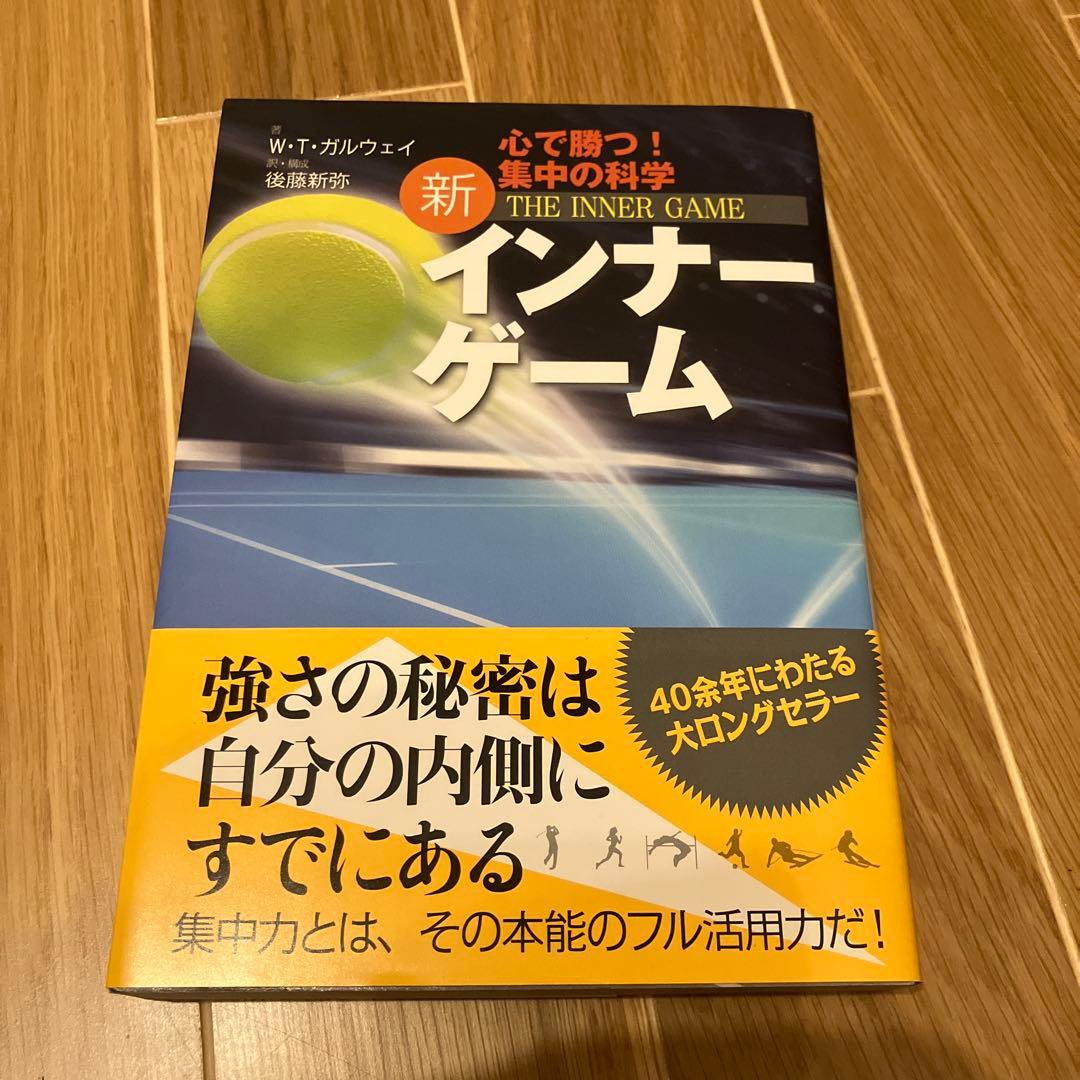 著
W・T・ガルウェイ
訳・構成
後藤新弥
心で勝つ！
集中の科学
新
THE INNER GAME
インナー
ゲーム
強さの秘密は
自分の内側に
すでにある
40余年にわたる
大ロングセラー
集中力とは、その本能のフル活用力だ！